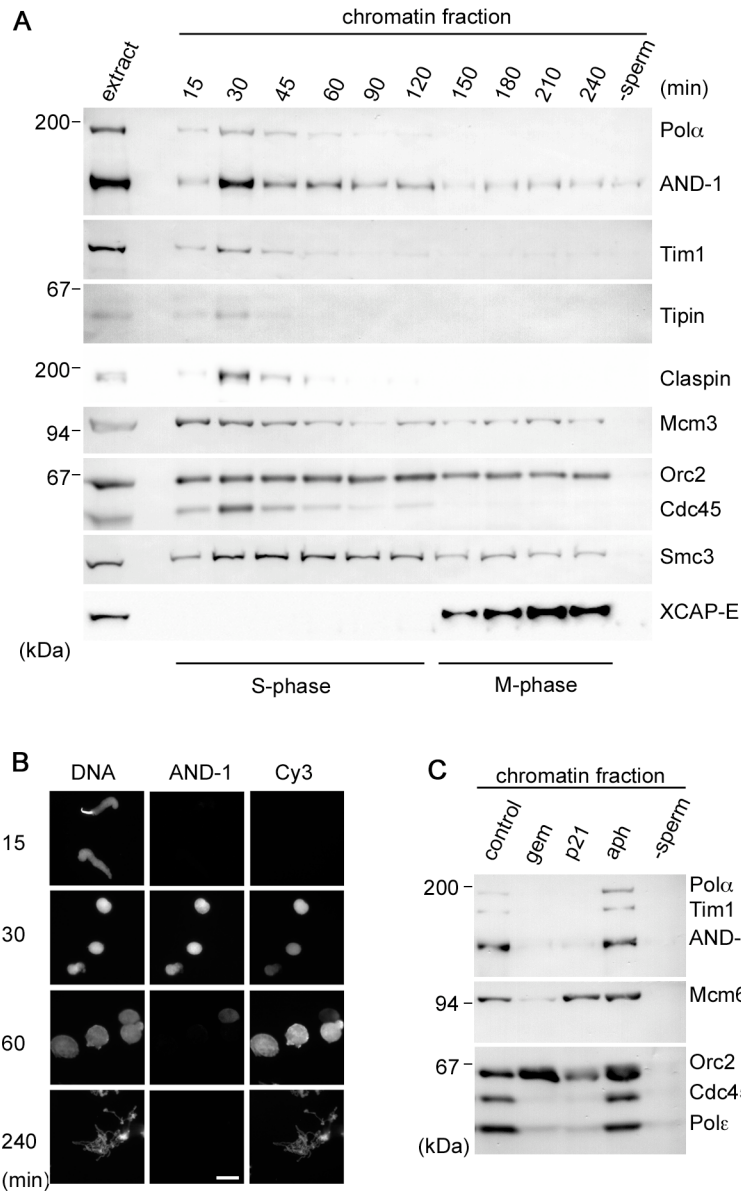 A
chromatin fraction
extract 15 30 45 60 90 120 150 180 210 240 -sperm (min)
200
Polα
AND-1
Tim1
67
Tipin
200
Claspin
94
Mcm3
67
Orc2
Cdc45
Smc3
XCAP-E
(kDa)
S-phase M-phase
B
DNA AND-1 Cy3
15
30
60
240
(min)
C
chromatin fraction
control gem p21 aph -sperm
200
Polα
Tim1
AND-
94
Mcm6
67
Orc2
Cdc4
Polε
(kDa)